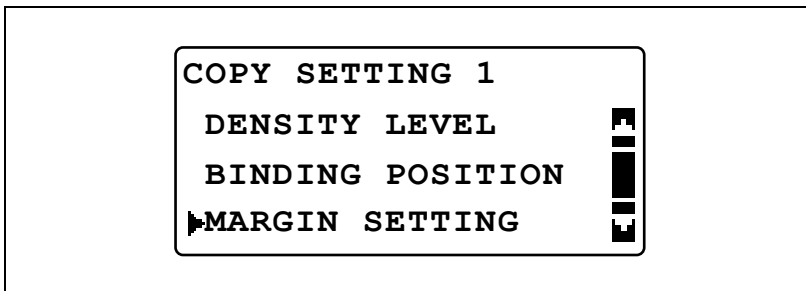 COPY SETTING 1
DENSITY LEVEL
BINDING POSITION
MARGIN SETTING